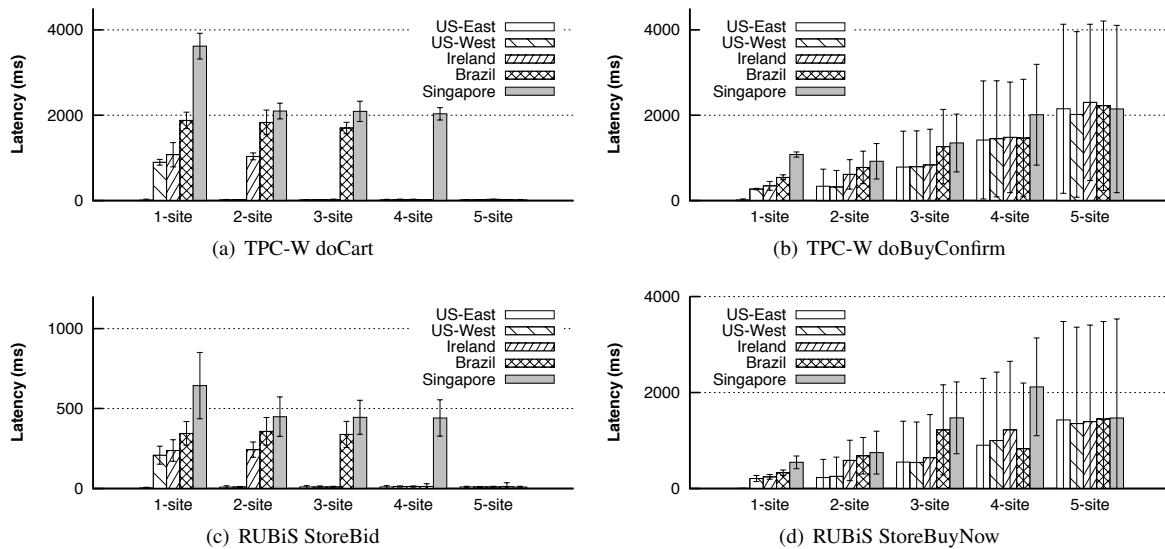 Latency (ms)
4000
2000
0
US-East
US-West
Ireland
Brazil
Singapore
1-site 2-site 3-site 4-site 5-site
(a) TPC-W doCart
Latency (ms)
4000
2000
0
US-East
US-West
Ireland
Brazil
Singapore
1-site 2-site 3-site 4-site 5-site
(b) TPC-W doBuyConfirm
Latency (ms)
1000
500
0
US-East
US-West
Ireland
Brazil
Singapore
1-site 2-site 3-site 4-site 5-site
(c) RUBiS StoreBid
Latency (ms)
4000
2000
0
US-East
US-West
Ireland
Brazil
Singapore
1-site 2-site 3-site 4-site 5-site
(d) RUBiS StoreBuyNow